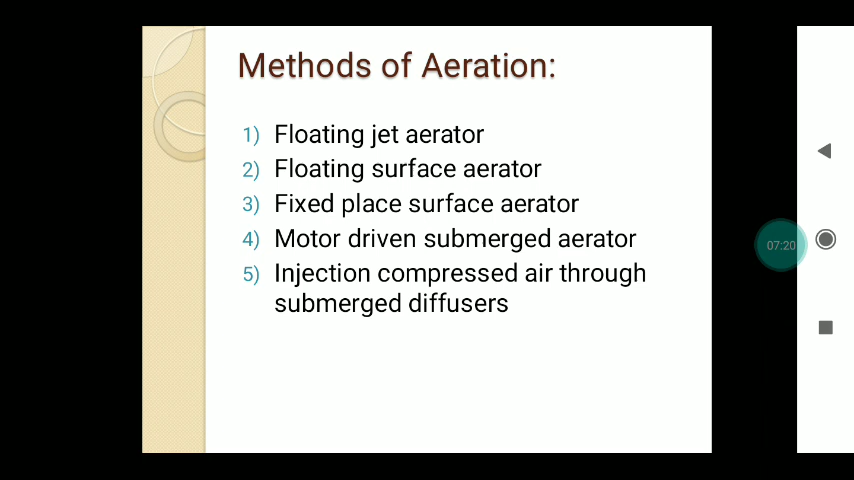 Methods of Aeration:
1) Floating jet aerator
2) Floating surface aerator
3) Fixed place surface aerator
4) Motor driven submerged aerator
5) Injection compressed air through
submerged diffusers
07:20